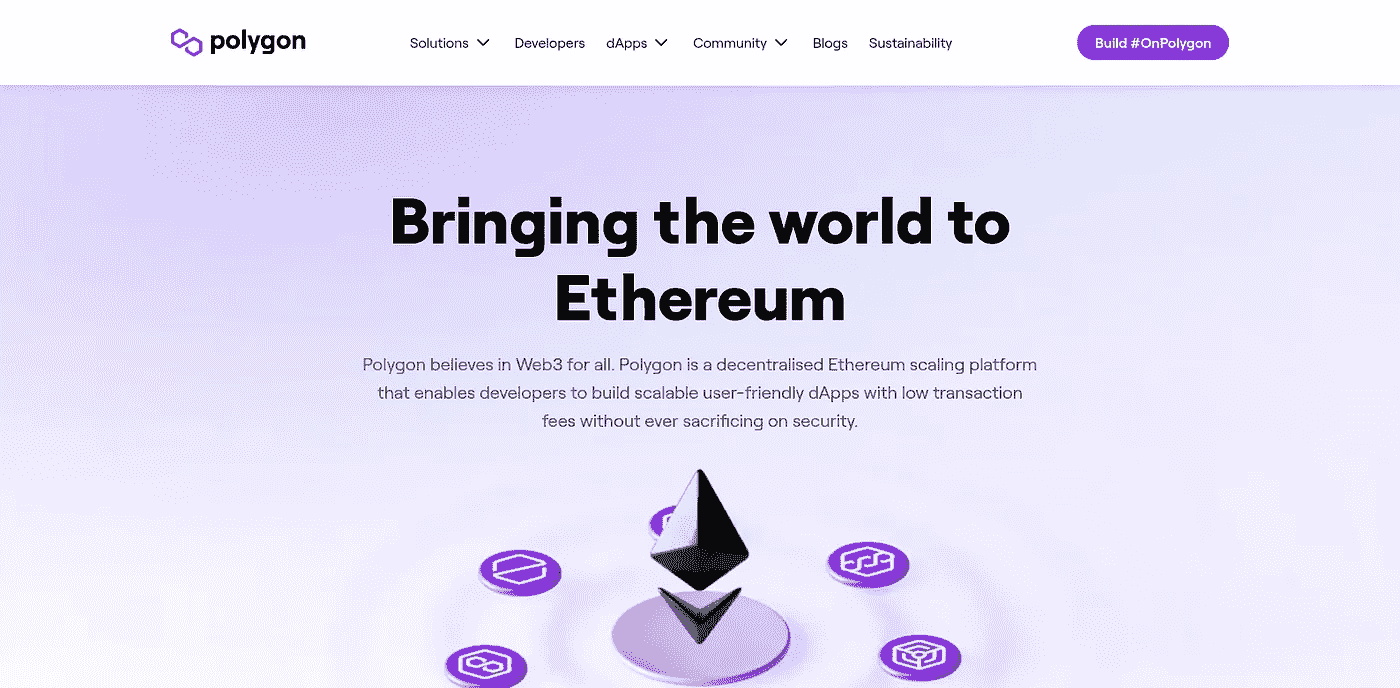 polygon
Solutions Developers dApps Community Blogs Sustainability
Build #OnPolygon
Bringing the world to
Ethereum
Polygon believes in Web3 for all. Polygon is a decentralised Ethereum scaling platform
that enables developers to build scalable user-friendly dApps with low transaction
fees without ever sacrificing on security.